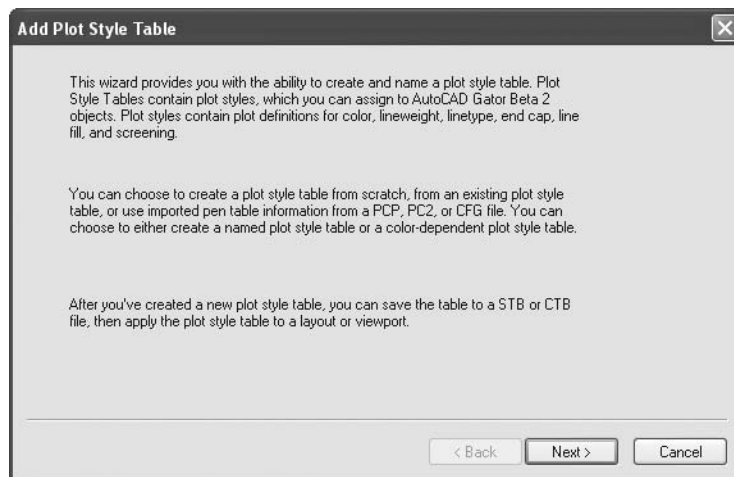 Add Plot Style Table
This wizard provides you with the ability to create and name a plot style table. Plot
Style Tables contain plot styles, which you can assign to AutoCAD Gator Beta 2
objects. Plot styles contain plot definitions for color, lineweight, linetype, end cap, line
fill, and screening.
You can choose to create a plot style table from scratch, from an existing plot style
table, or use imported pen table information from a PCP, PC2, or CFG file. You can
choose to either create a named plot style table or a color-dependent plot style table.
After you've created a new plot style table, you can save the table to a STB or CTB
file, then apply the plot style table to a layout or viewport.
< Back Next > Cancel